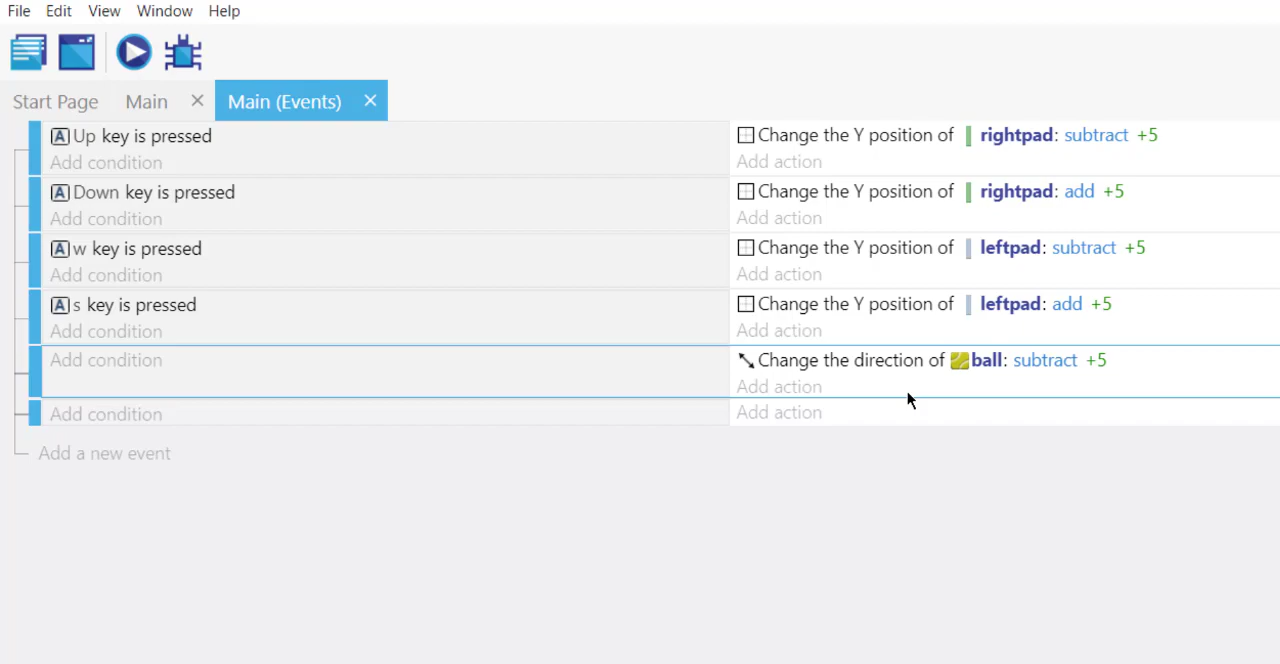 File Edit View Window Help
Start Page Main Main (Events)
Up key is pressed Change the Y position of rightpad: subtract +5
Add condition Add action
Down key is pressed Change the Y position of rightpad: add +5
Add condition Add action
w key is pressed Change the Y position of leftpad: subtract +5
Add condition Add action
s key is pressed Change the Y position of leftpad: add +5
Add condition Add action
Add condition Change the direction of ball: subtract +5
Add action
Add condition Add action
Add a new event